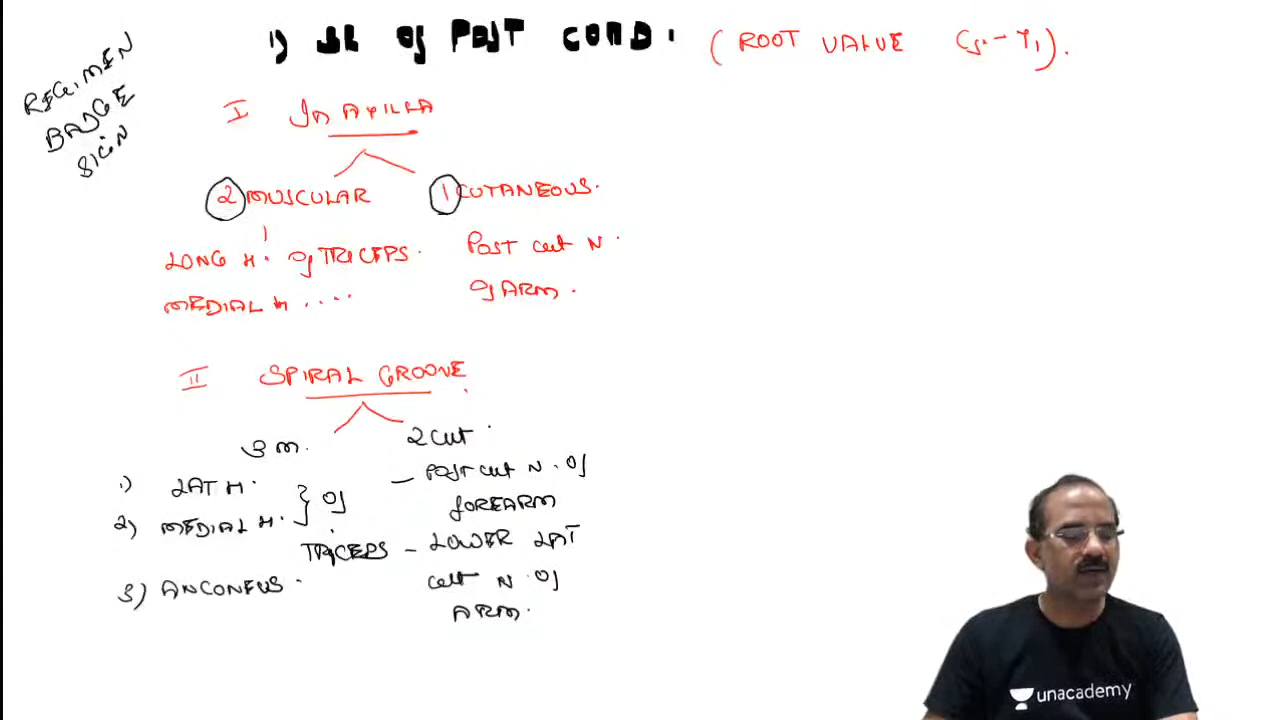 REGIMEN
BADGE
SIGN
1) Br of POST CORD. (ROOT VALUE C5 - T1).
I IN AXILLA
2 MUSCULAR 1 CUTANEOUS.
LONG H. of TRICEPS. POST cut N.
MEDIAL H .... of ARM.
II SPIRAL GROOVE
3 m. 2 cut
1) LAT H. } of - POST cut N. of
2) MEDIAL H. TRICEPS FOREARM
3) ANCONEUS. - LOWER LAT
cut N. of
ARM.
unacademy